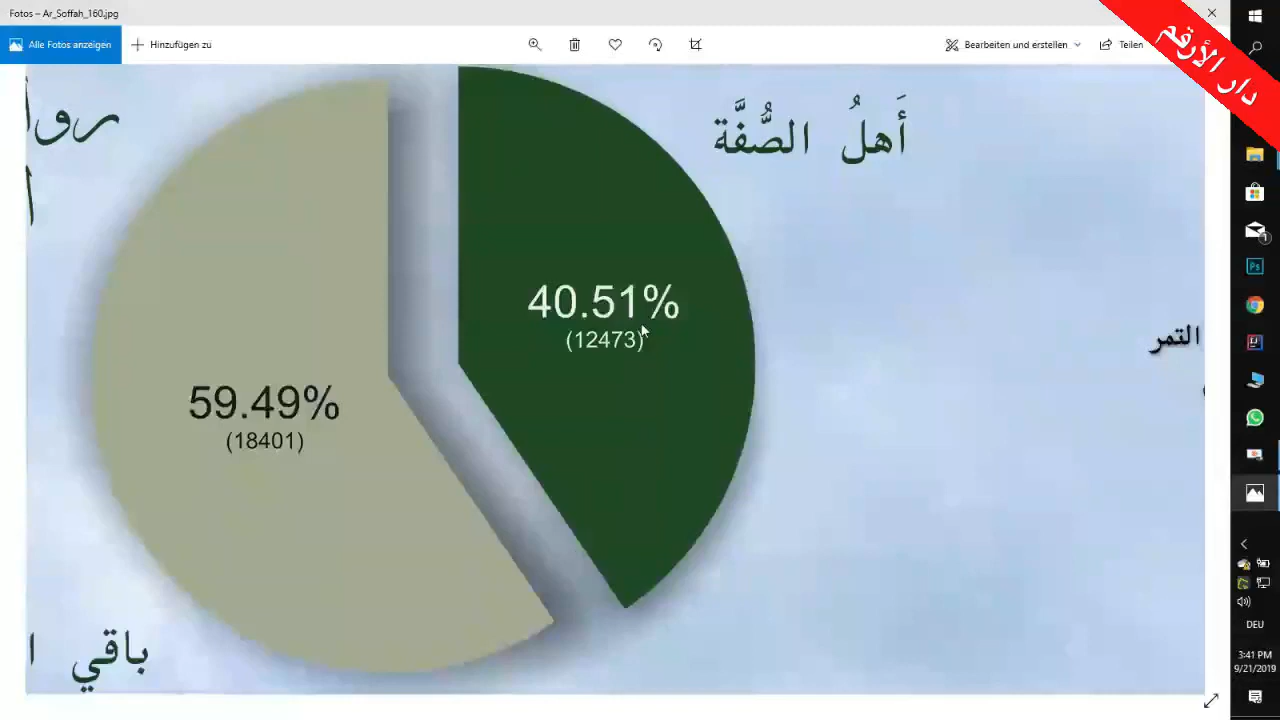 Fotos – Ar_Soffah_160.jpg
Alle Fotos anzeigen
Hinzufügen zu
Bearbeiten und erstellen
Teilen
دار الأرقم
أَهلُ الصُّفَّة
40.51%
(12473)
التمر
59.49%
(18401)
باقي
DEU
3:41 PM
9/21/2019